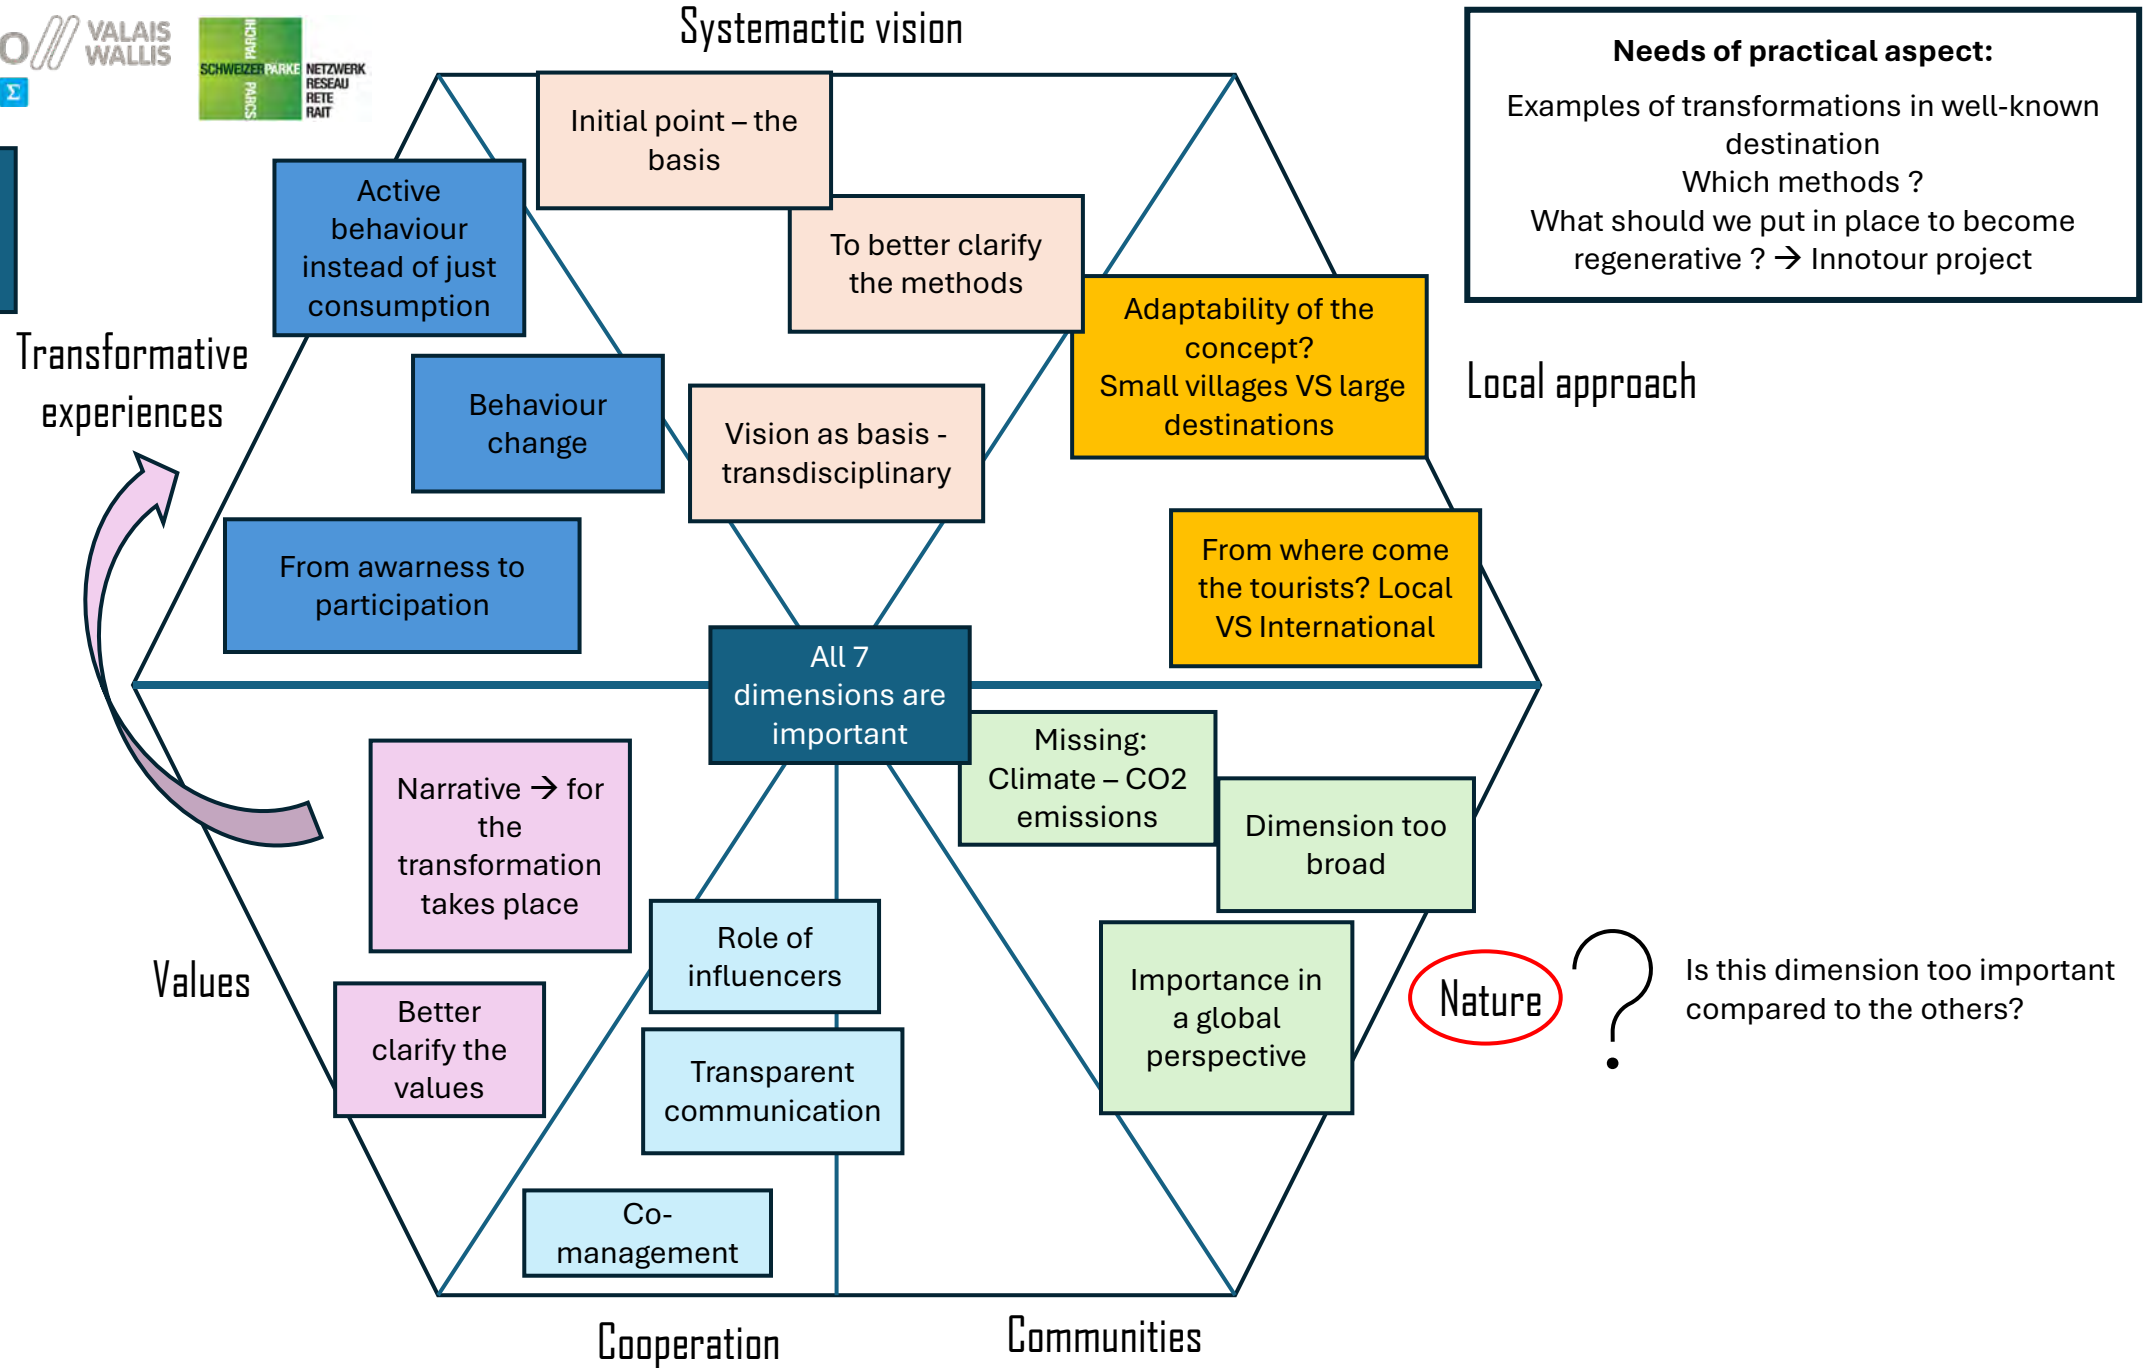 O
VALAIS
WALLIS
Σ
PARCHI
SCHWEIZER PÄRKE
PARCS
NETZWERK
RESEAU
RETE
RAIT
Systemactic vision
Needs of practical aspect:
Examples of transformations in well-known
destination
Which methods ?
What should we put in place to become
regenerative ? → Innotour project
Initial point – the
basis
Active
behaviour
instead of just
consumption
To better clarify
the methods
Adaptability of the
concept?
Small villages VS large
destinations
Transformative
experiences
Local approach
Behaviour
change
Vision as basis -
transdisciplinary
From awarness to
participation
From where come
the tourists? Local
VS International
All 7
dimensions are
important
Narrative → for
the
transformation
takes place
Missing:
Climate – CO2
emissions
Dimension too
broad
Role of
influencers
Importance in
a global
perspective
Values
Better
clarify the
values
Nature
?
Is this dimension too important
compared to the others?
Transparent
communication
Co-
management
Cooperation
Communities